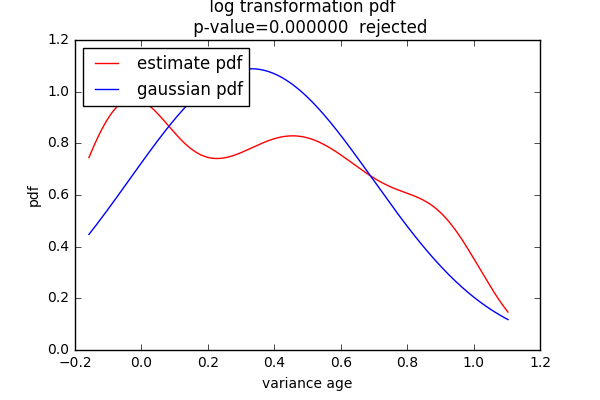 log transformation pdf
p-value=0.000000  rejected
estimate pdf
gaussian pdf
pdf
1.2
1.0
0.8
0.6
0.4
0.2
0.0
−0.2 0.0 0.2 0.4 0.6 0.8 1.0 1.2
variance age